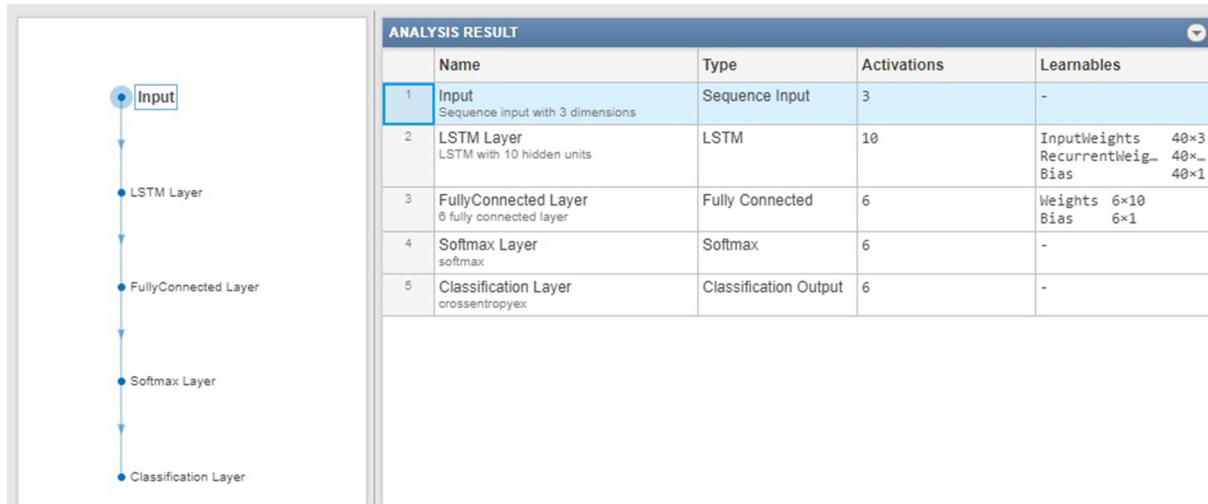 Input
LSTM Layer
FullyConnected Layer
Softmax Layer
Classification Layer
ANALYSIS RESULT
Name Type Activations Learnables
1 Input Sequence Input 3 -
Sequence input with 3 dimensions
2 LSTM Layer LSTM 10 InputWeights 40×3
LSTM with 10 hidden units RecurrentWeig… 40×…
Bias 40×1
3 FullyConnected Layer Fully Connected 6 Weights 6×10
6 fully connected layer Bias 6×1
4 Softmax Layer Softmax 6 -
softmax
5 Classification Layer Classification Output 6 -
crossentropyex